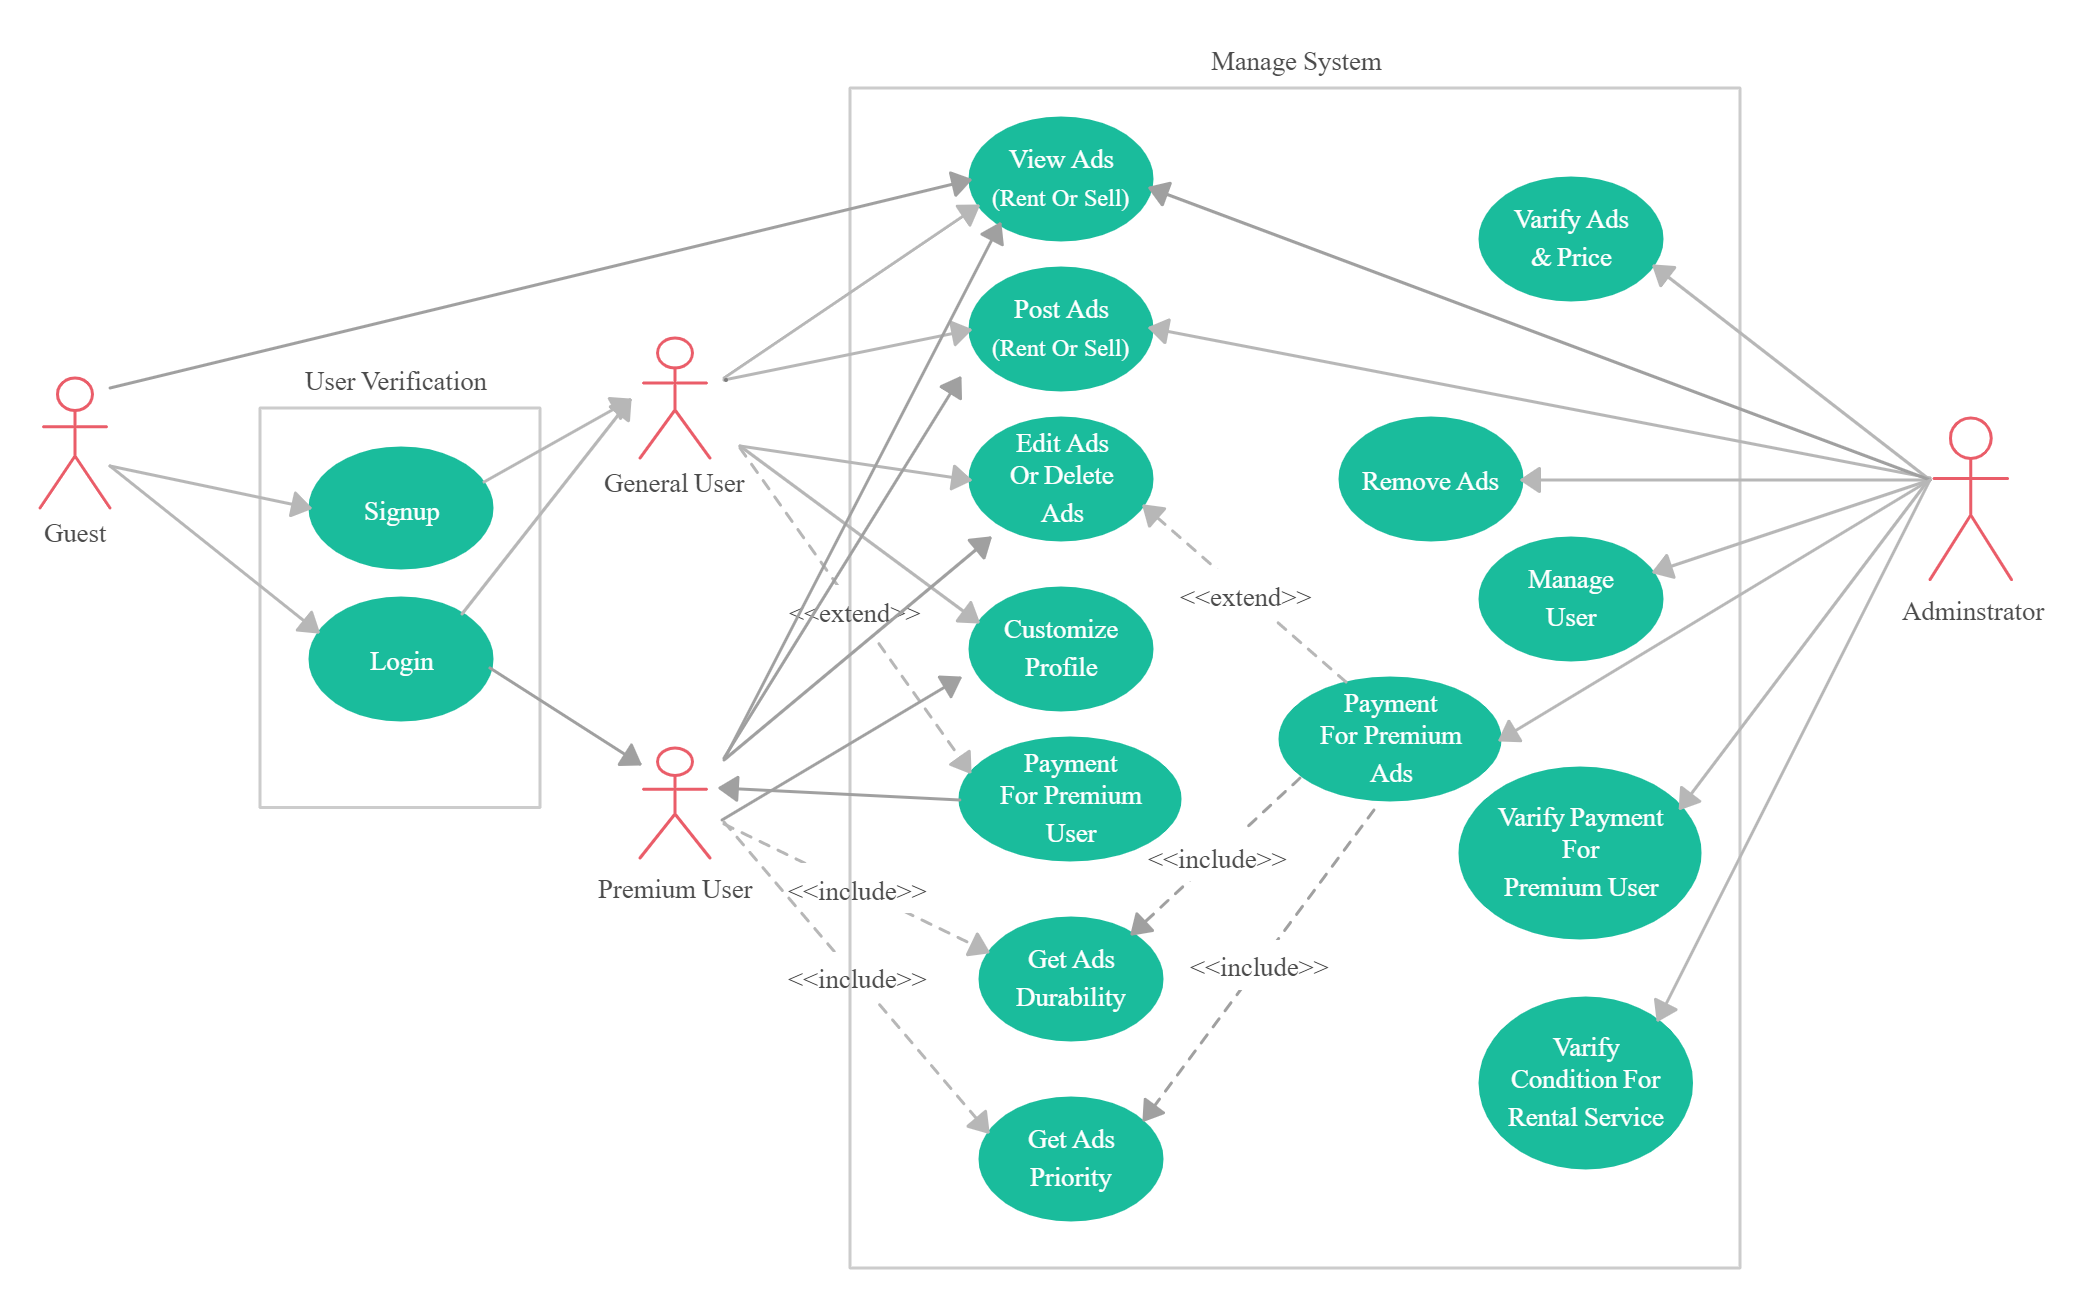 Manage System
View Ads
(Rent Or Sell)
Varify Ads
& Price
Post Ads
(Rent Or Sell)
User Verification
Edit Ads
Or Delete
Ads
Remove Ads
General User
Signup
Guest
Manage
User
<<extend>>
<<extend>>
Adminstrator
Customize
Profile
Login
Payment
For Premium
Ads
Payment
For Premium
User
Varify Payment
For
Premium User
Premium User
<<include>>
<<include>>
<<include>>
<<include>>
Get Ads
Durability
Varify
Condition For
Rental Service
Get Ads
Priority